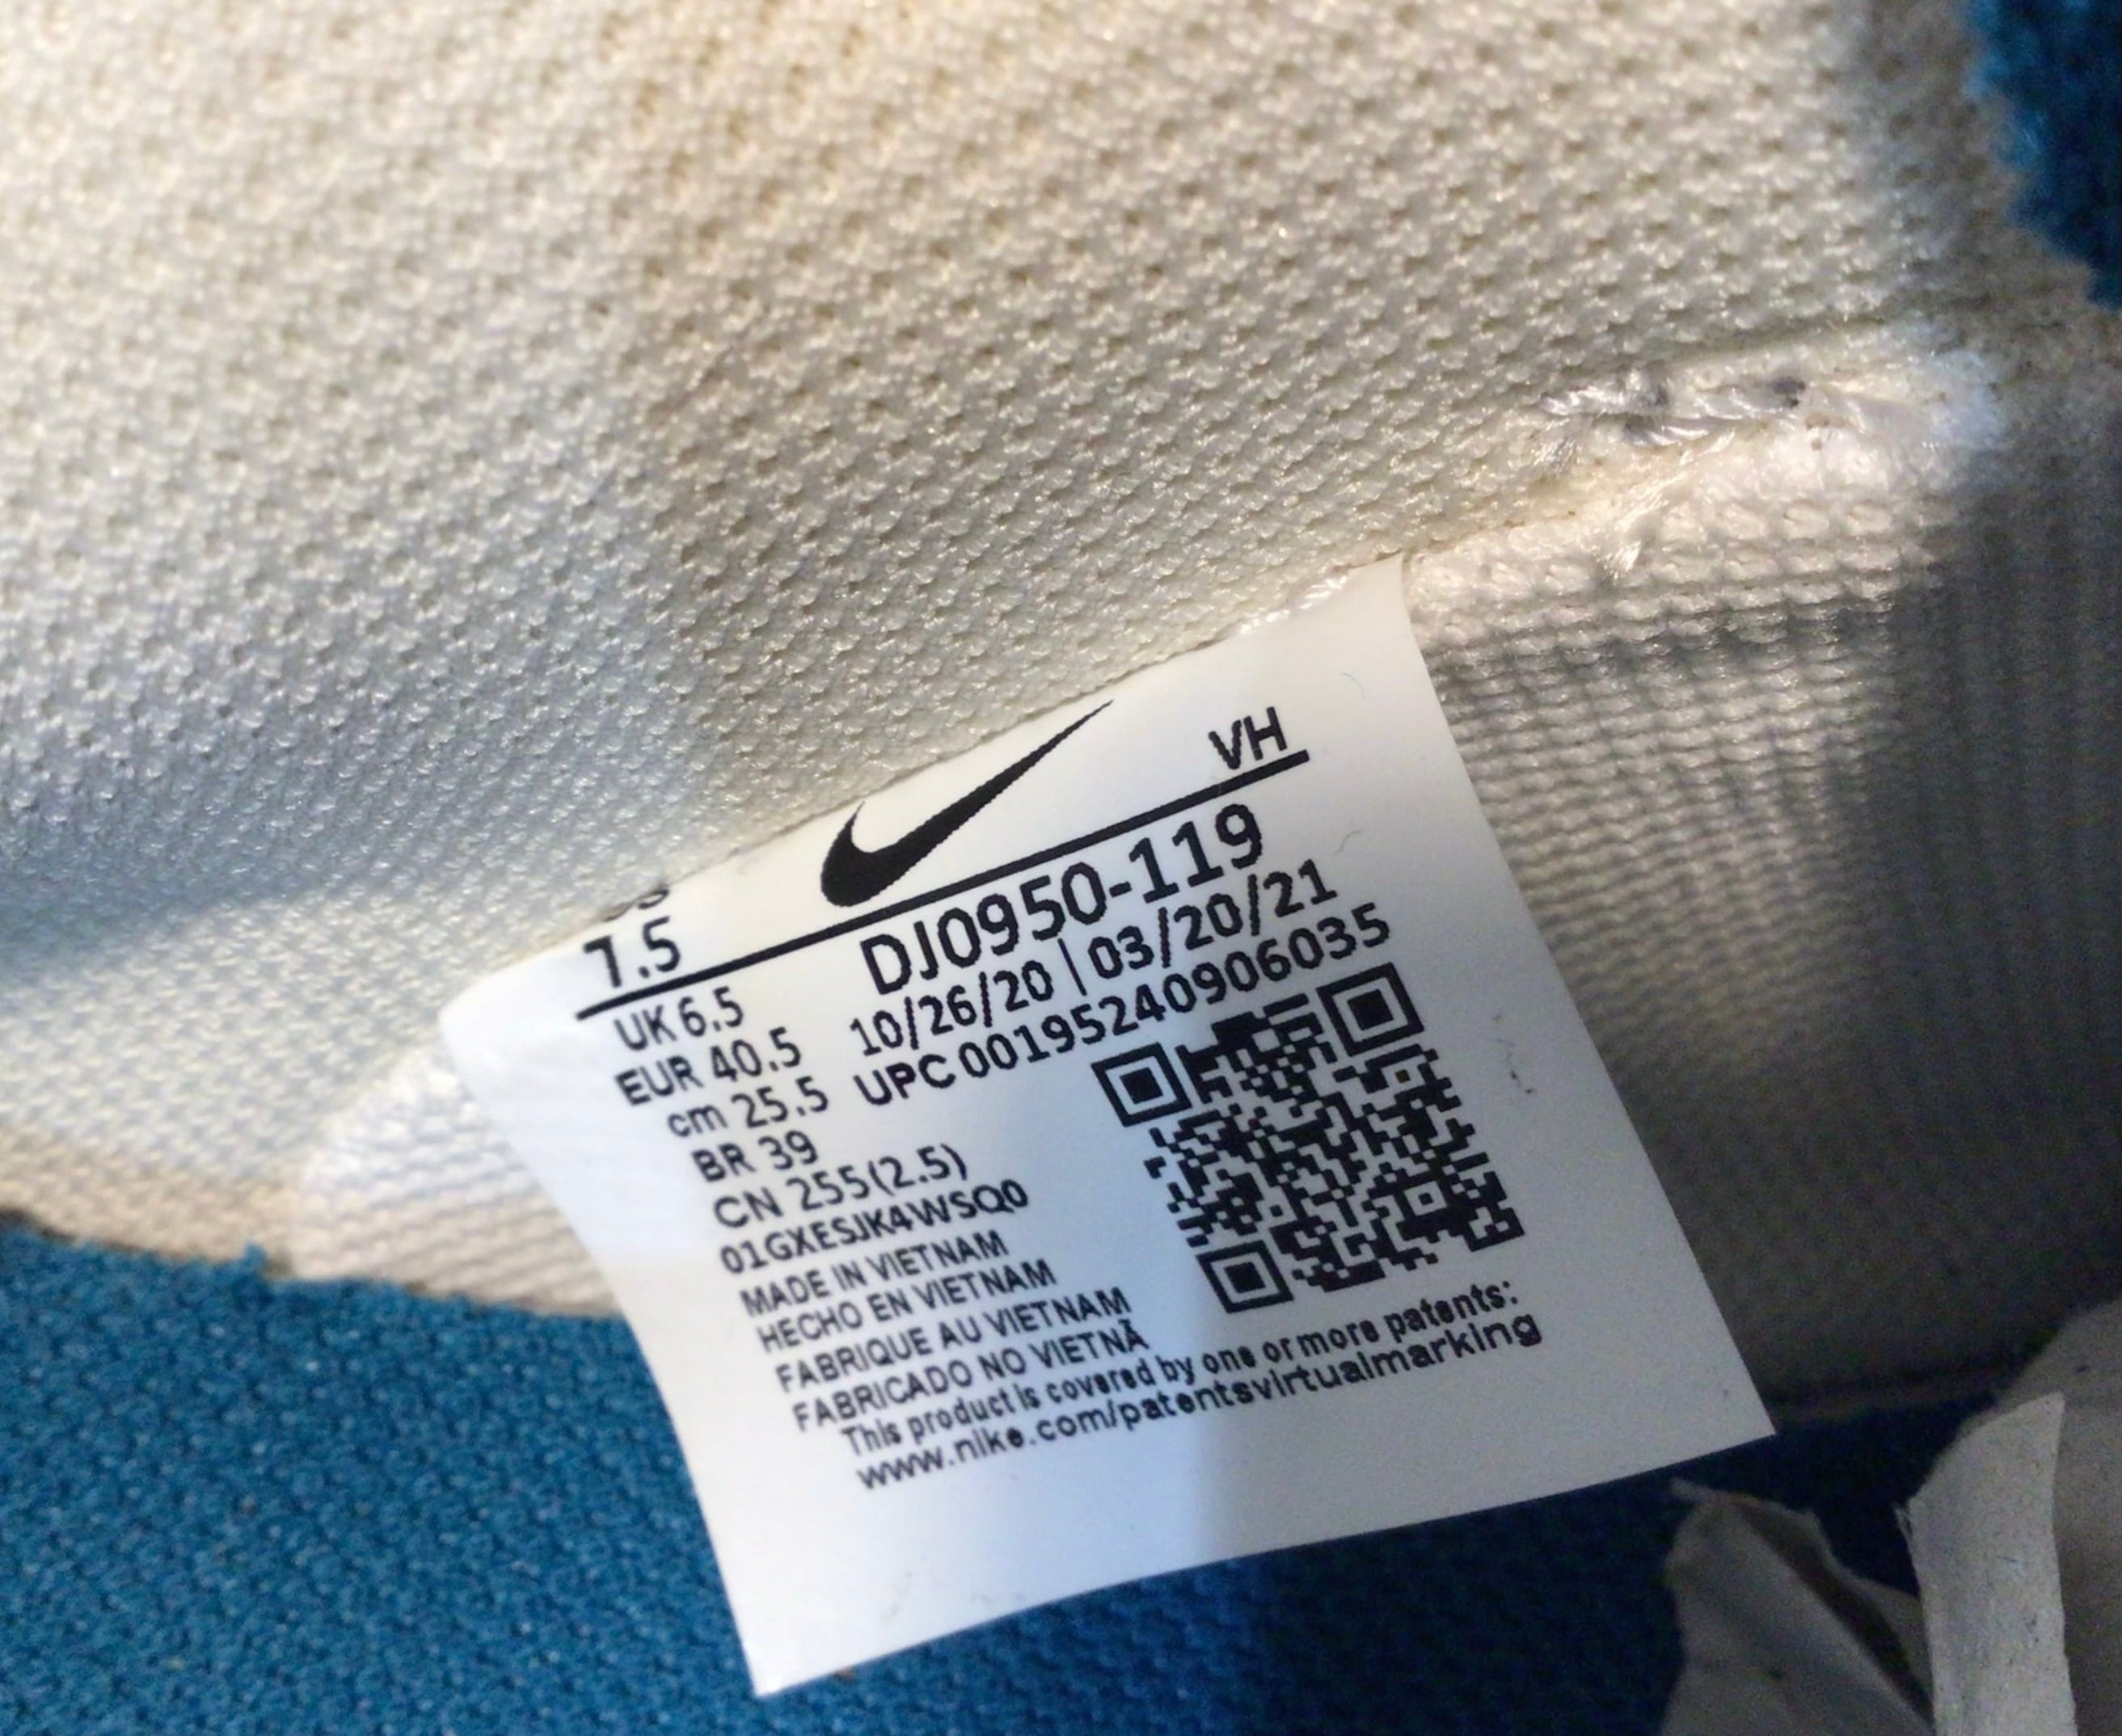 VH
7.5
DJ0950-119
UK 6.5
10/26/20 | 03/20/21
EUR 40.5
UPC 00195240906035
cm 25.5
BR 39
CN 255(2.5)
01GXESJK4WSQ0
MADE IN VIETNAM
HECHO EN VIETNAM
FABRIQUE AU VIETNAM
FABRICADO NO VIETNÃ
This product is covered by one or more patents:
www.nike.com/patentsvirtualmarking